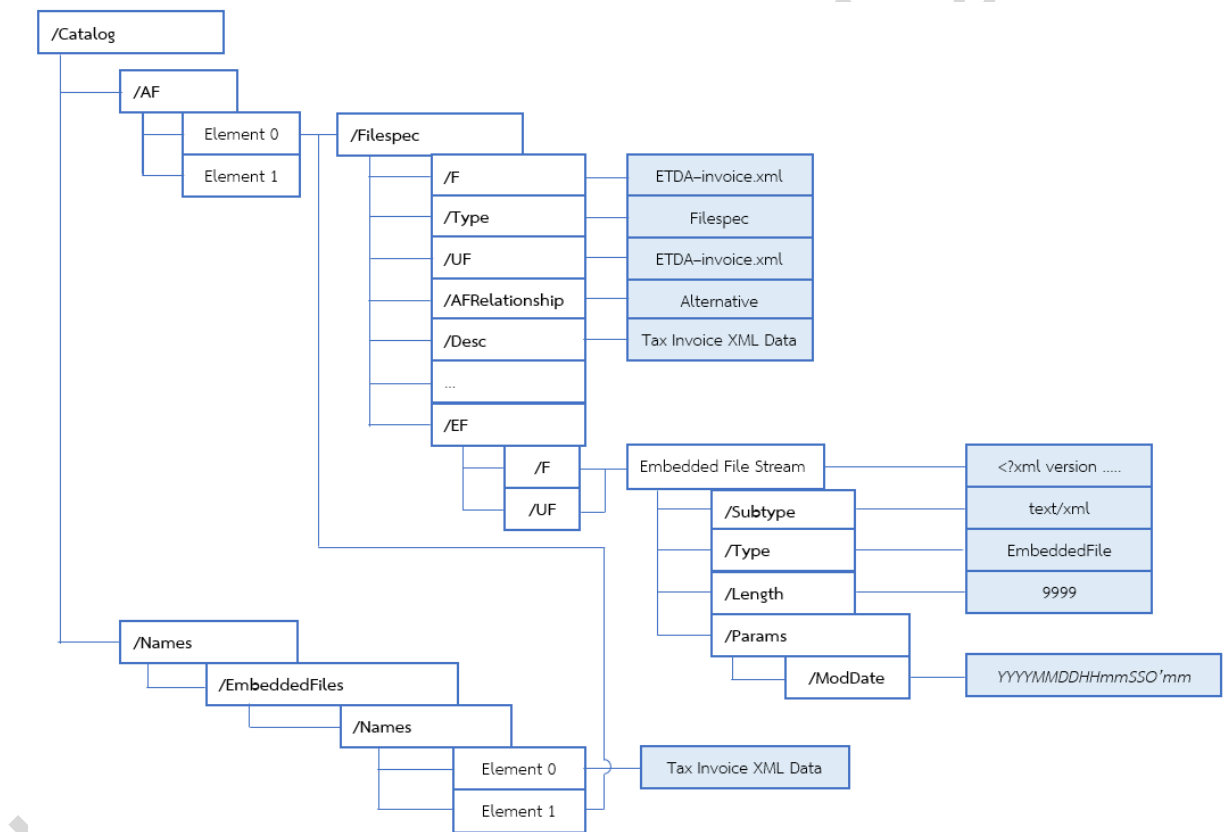 /Catalog
/AF
Element 0
/Filespec
Element 1
/F
ETDA–invoice.xml
/Type
Filespec
/UF
ETDA–invoice.xml
/AFRelationship
Alternative
/Desc
Tax Invoice XML Data
...
/EF
/F
Embedded File Stream
<?xml version .....
/UF
/Subtype
text/xml
/Type
EmbeddedFile
/Length
9999
/Params
/ModDate
YYYYMMDDHHmmSSO’mm
/Names
/EmbeddedFiles
/Names
Element 0
Tax Invoice XML Data
Element 1